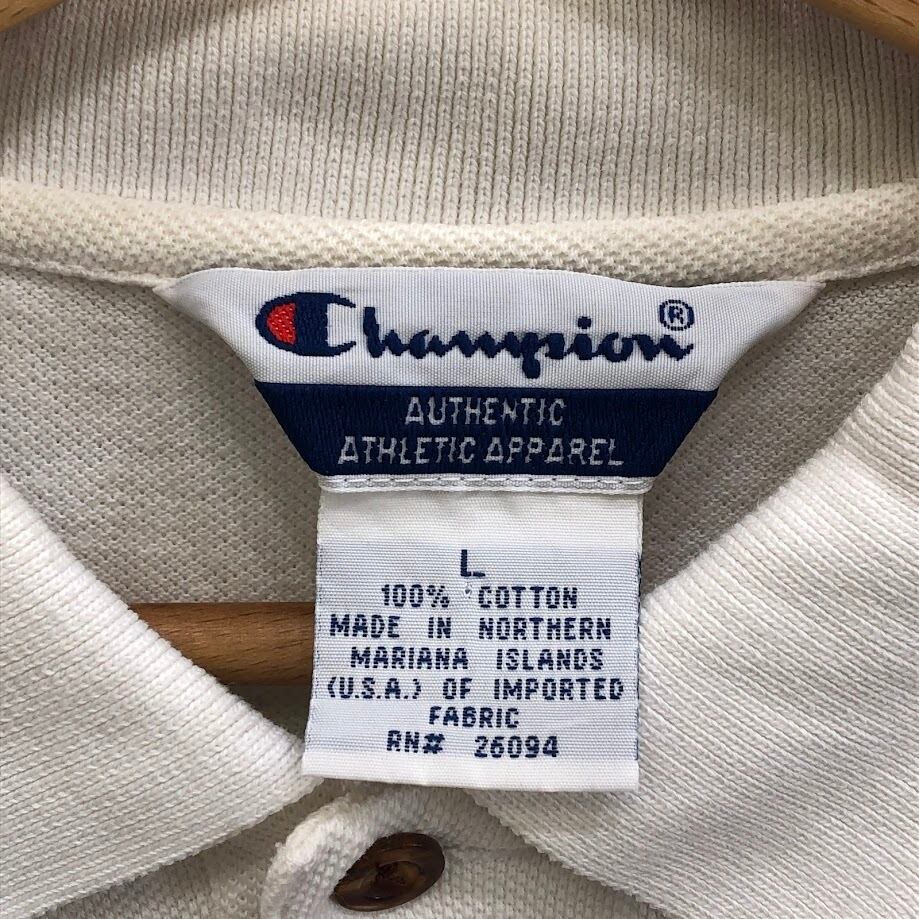 Champion®
AUTHENTIC
ATHLETIC APPAREL
L
100% COTTON
MADE IN NORTHERN
MARIANA ISLANDS
(U.S.A.) OF IMPORTED
FABRIC
RN# 26094